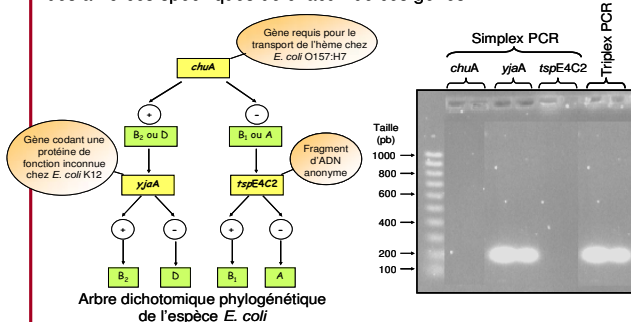 Gène requis pour le
transport de l'hème chez
E. coli O157:H7
chuA
+
-
Gène codant une
protéine de
fonction inconnue
chez E. coli K12
B2 ou D
B1 ou A
Fragment
d'ADN
anonyme
yjaA
tspE4C2
+
-
+
-
B2
D
B1
A
Arbre dichotomique phylogénétique
de l'espèce E. coli
Simplex PCR
Triplex PCR
chuA
yjaA
tspE4C2
Taille
(pb)
1000
800
600
400
200
100